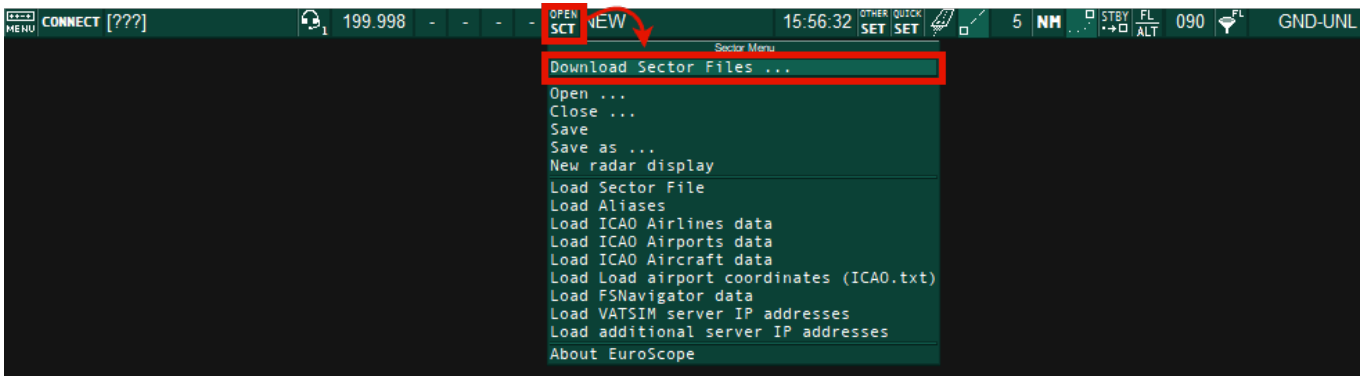 MENU CONNECT [???] 1 199.998 - - - - OPEN SCT NEW 15:56:32 OTHER SET QUICK SET 5 NM STBY FL ALT 090 FL GND-UNL
Sector Menu
Download Sector Files ...
Open ...
Close ...
Save
Save as ...
New radar display
Load Sector File
Load Aliases
Load ICAO Airlines data
Load ICAO Airports data
Load ICAO Aircraft data
Load Load airport coordinates (ICAO.txt)
Load FSNavigator data
Load VATSIM server IP addresses
Load additional server IP addresses
About EuroScope